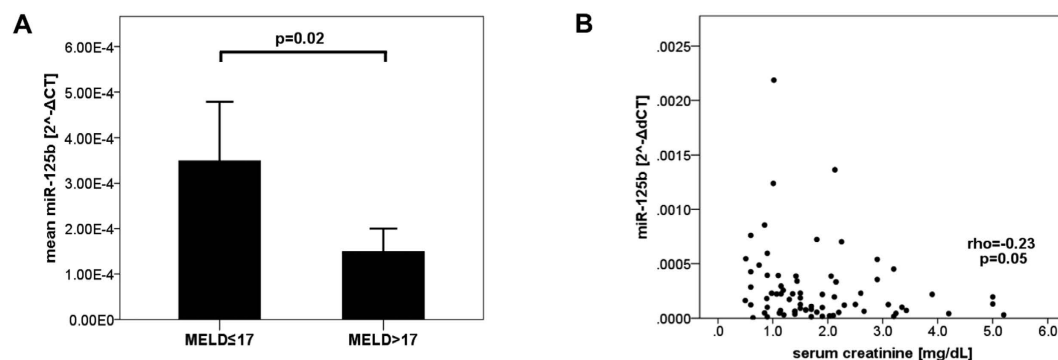 A
p=0.02
mean miR-125b [2^-ΔCT]
6.00E-4
5.00E-4
4.00E-4
3.00E-4
2.00E-4
1.00E-4
0.00E0
MELD≤17
MELD>17
B
miR-125b [2^-ΔdCT]
.0025
.0020
.0015
.0010
.0005
.0000
rho=-0.23
p=0.05
.0 1.0 2.0 3.0 4.0 5.0 6.0
serum creatinine [mg/dL]